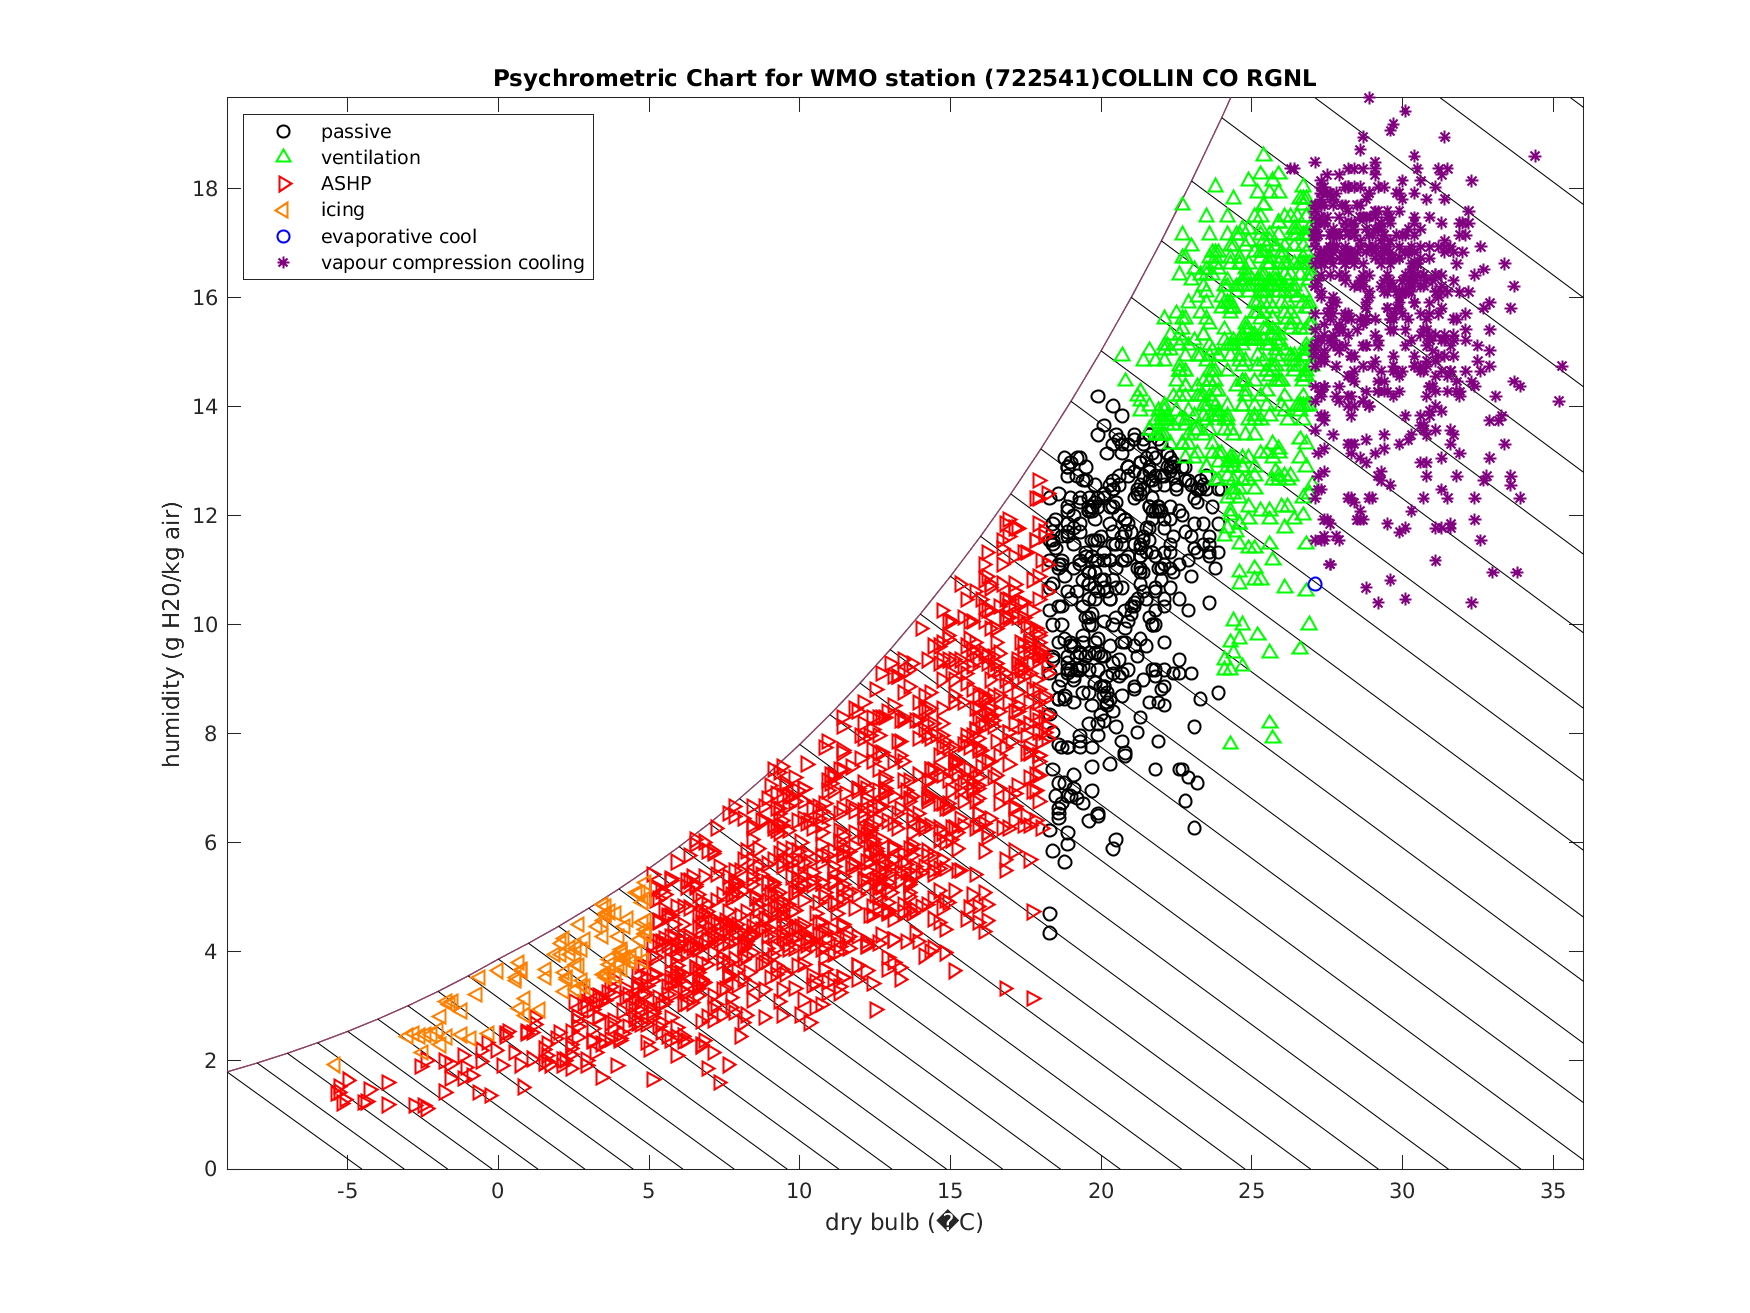 Psychrometric Chart for WMO station (722541)COLLIN CO RGNL
passive
ventilation
ASHP
icing
evaporative cool
vapour compression cooling
humidity (g H20/kg air)
18
16
14
12
10
8
6
4
2
0
-5 0 5 10 15 20 25 30 35
dry bulb (�C)